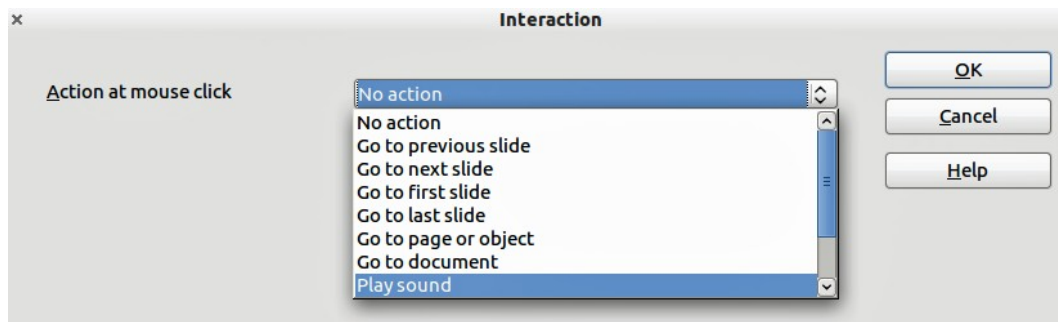 Interaction
Action at mouse click
No action
OK
No action
Cancel
Go to previous slide
Go to next slide
Help
Go to first slide
Go to last slide
Go to page or object
Go to document
Play sound